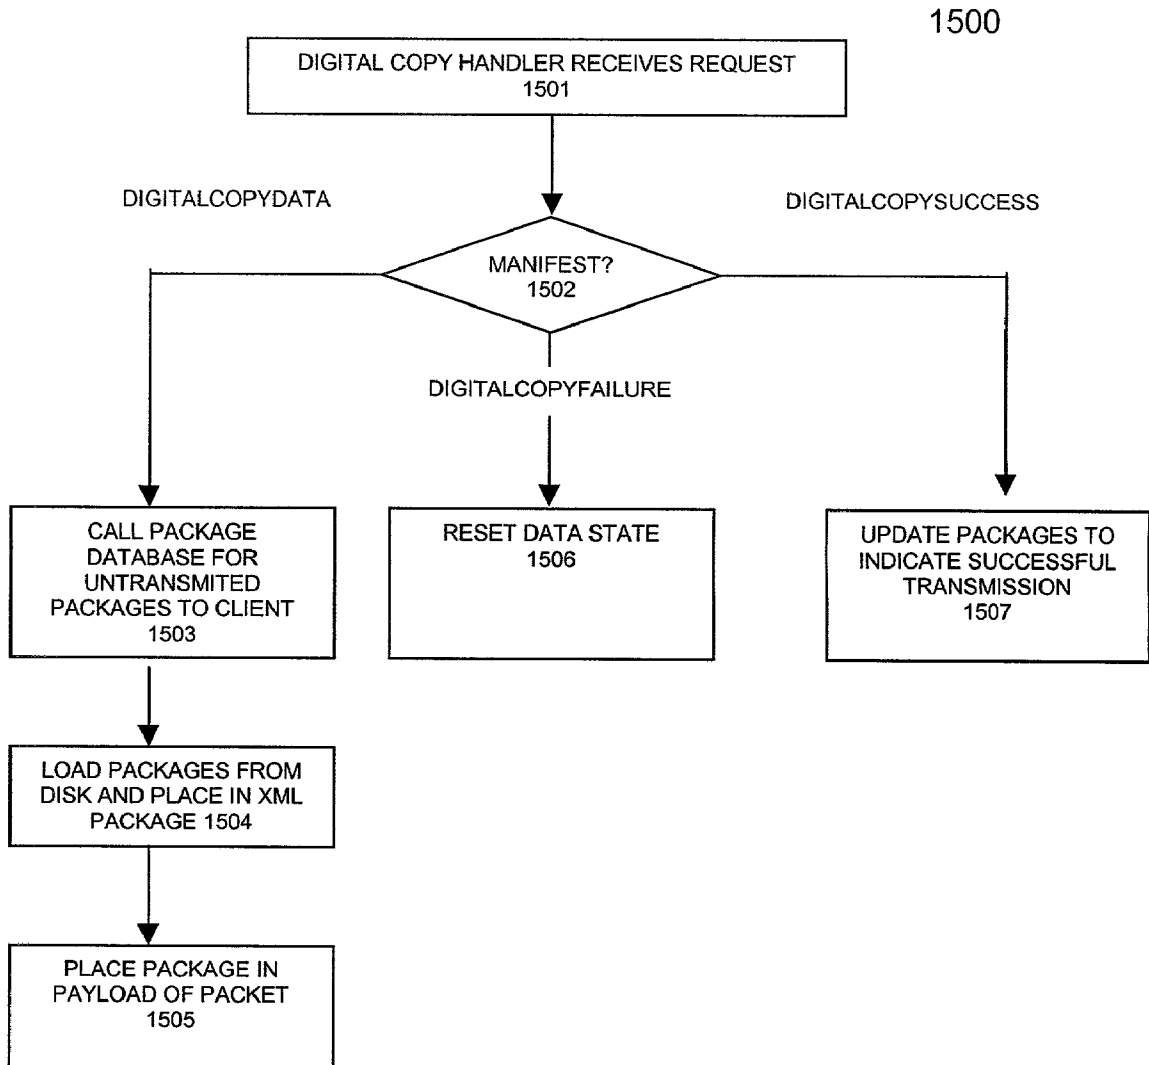 1500
DIGITAL COPY HANDLER RECEIVES REQUEST
1501
DIGITALCOPYDATA
DIGITALCOPYSUCCESS
MANIFEST?
1502
DIGITALCOPYFAILURE
CALL PACKAGE
DATABASE FOR
UNTRANSMITED
PACKAGES TO CLIENT
1503
RESET DATA STATE
1506
UPDATE PACKAGES TO
INDICATE SUCCESSFUL
TRANSMISSION
1507
LOAD PACKAGES FROM
DISK AND PLACE IN XML
PACKAGE 1504
PLACE PACKAGE IN
PAYLOAD OF PACKET
1505